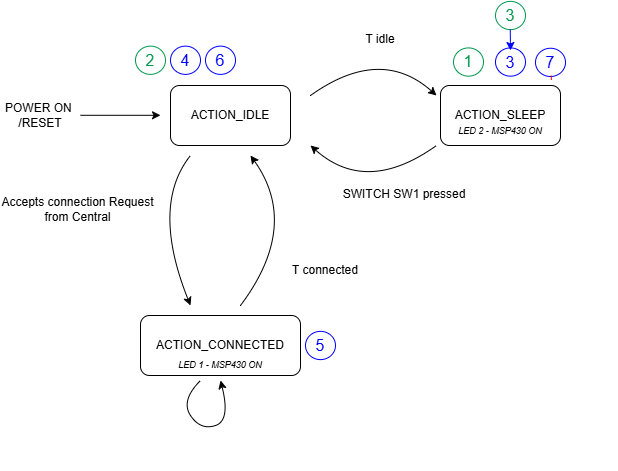 3
T idle
2
4
6
1
3
7
POWER ON
/RESET
ACTION_IDLE
ACTION_SLEEP
LED 2 - MSP430 ON
Accepts connection Request
from Central
SWITCH SW1 pressed
T connected
ACTION_CONNECTED
LED 1 - MSP430 ON
5